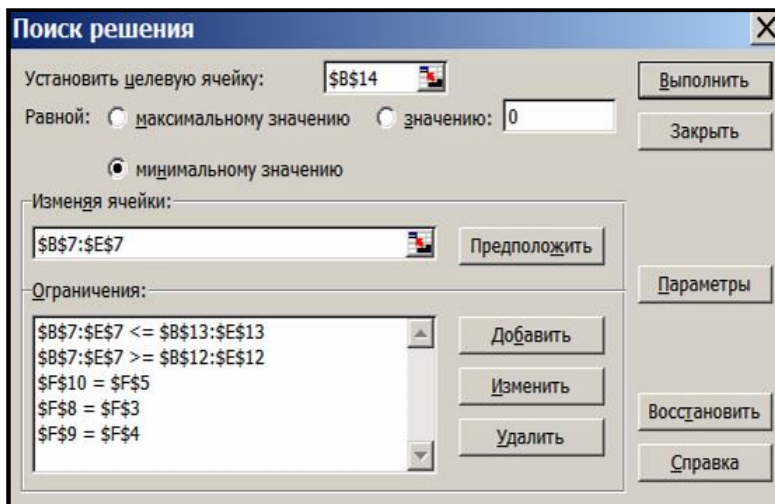 Поиск решения
Установить целевую ячейку: $B$14 Выполнить
Равной: максимальному значению значению: 0 Закрыть
минимальному значению
Изменяя ячейки:
$B$7:$E$7 Предположить
Параметры
Ограничения:
$B$7:$E$7 <= $B$13:$E$13 Добавить
$B$7:$E$7 >= $B$12:$E$12
$F$10 = $F$5 Изменить
$F$8 = $F$3 Восстановить
$F$9 = $F$4 Удалить
Справка